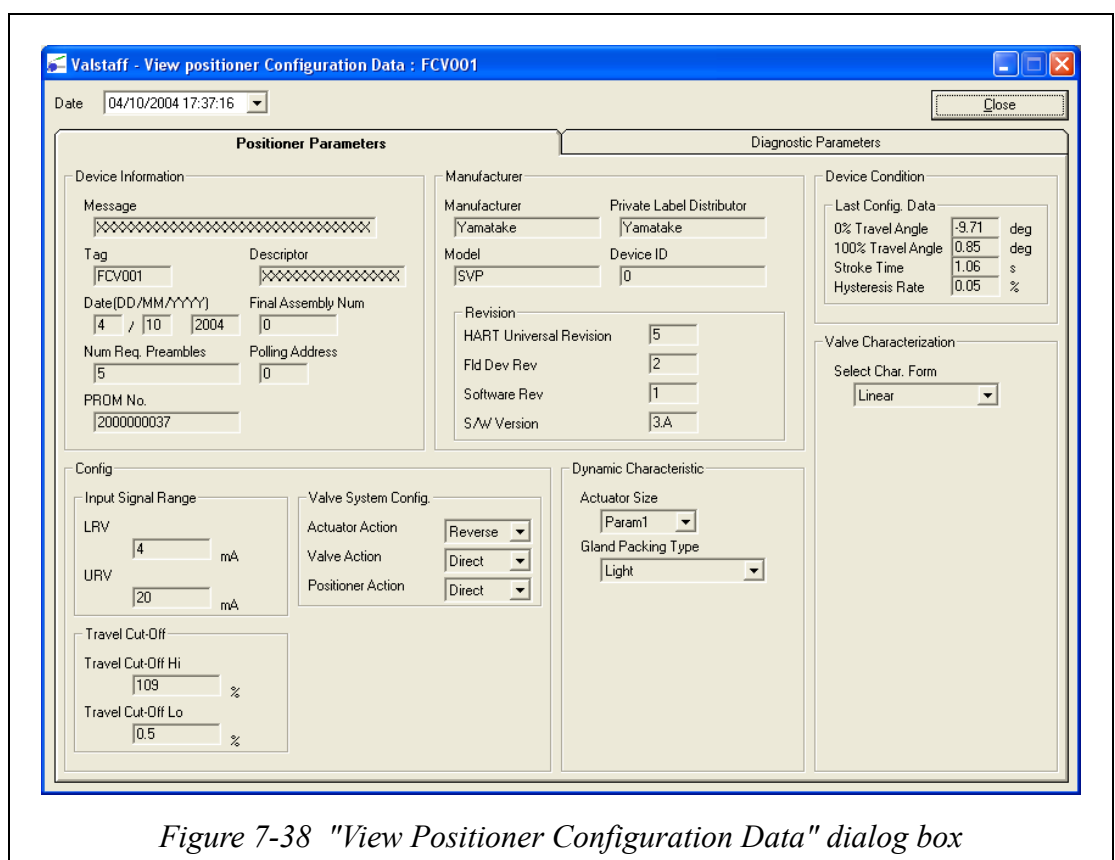 Valstaff - View positioner Configuration Data : FCV001
Date 04/10/2004 17:37:16
Close
Positioner Parameters
Diagnostic Parameters
Device Information
Message
XXXXXXXXXXXXXXXXXXXXXXXXXXXXXXXX
Tag Descriptor
FCV001 XXXXXXXXXXXXXXXX
Date(DD/MM/YYYY) Final Assembly Num
4 / 10 2004 0
Num Req. Preambles Polling Address
5 0
PROM No.
2000000037
Manufacturer
Manufacturer Private Label Distributor
Yamatake Yamatake
Model Device ID
SVP 0
Revision
HART Universal Revision 5
Fld Dev Rev 2
Software Rev 1
S/W Version 3.A
Device Condition
Last Config. Data
0% Travel Angle -9.71 deg
100% Travel Angle 0.85 deg
Stroke Time 1.06 s
Hysteresis Rate 0.05 %
Valve Characterization
Select Char. Form
Linear
Config
Input Signal Range
LRV
4 mA
URV
20 mA
Valve System Config.
Actuator Action Reverse
Valve Action Direct
Positioner Action Direct
Travel Cut-Off
Travel Cut-Off Hi
109 %
Travel Cut-Off Lo
0.5 %
Dynamic Characteristic
Actuator Size
Param1
Gland Packing Type
Light
Figure 7-38 "View Positioner Configuration Data" dialog box